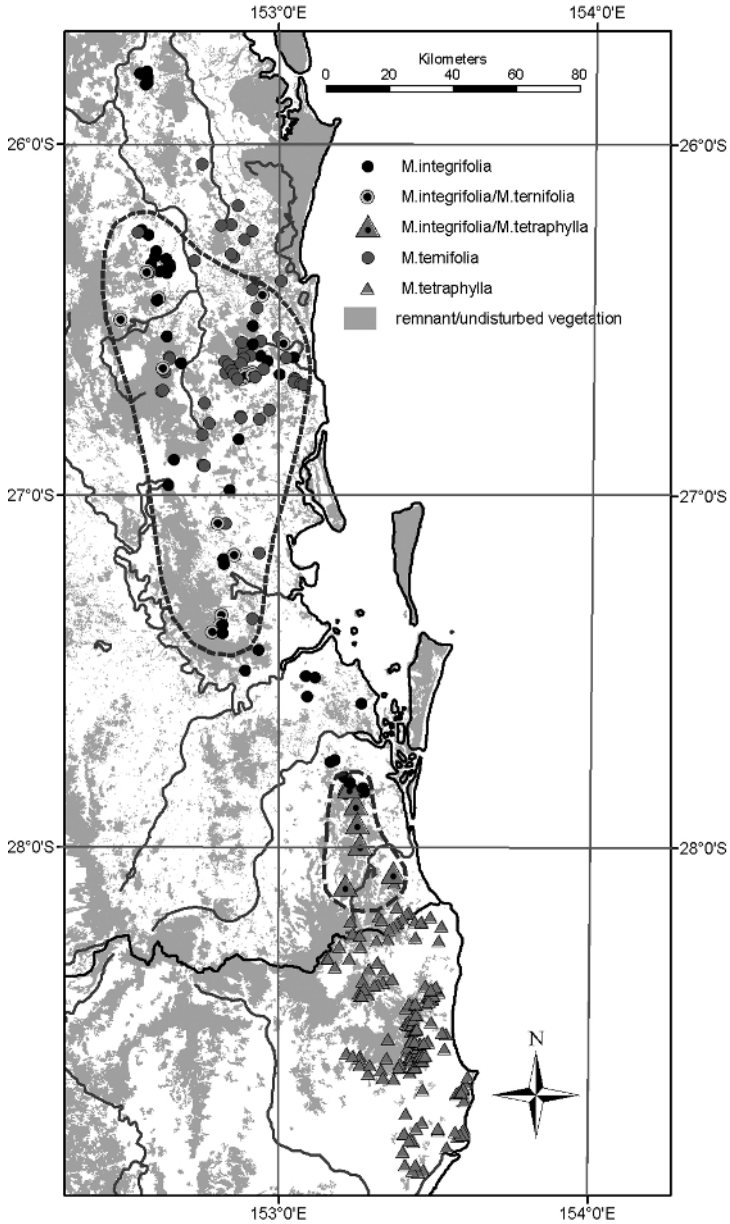 153°0'E 154°0'E
Kilometers
0 20 40 60 80
26°0'S 26°0'S
M.integrifolia
M.integrifolia/M.ternifolia
M.integrifolia/M.tetraphylla
M.ternifolia
M.tetraphylla
remnant/undisturbed vegetation
27°0'S 27°0'S
28°0'S 28°0'S
N
153°0'E 154°0'E